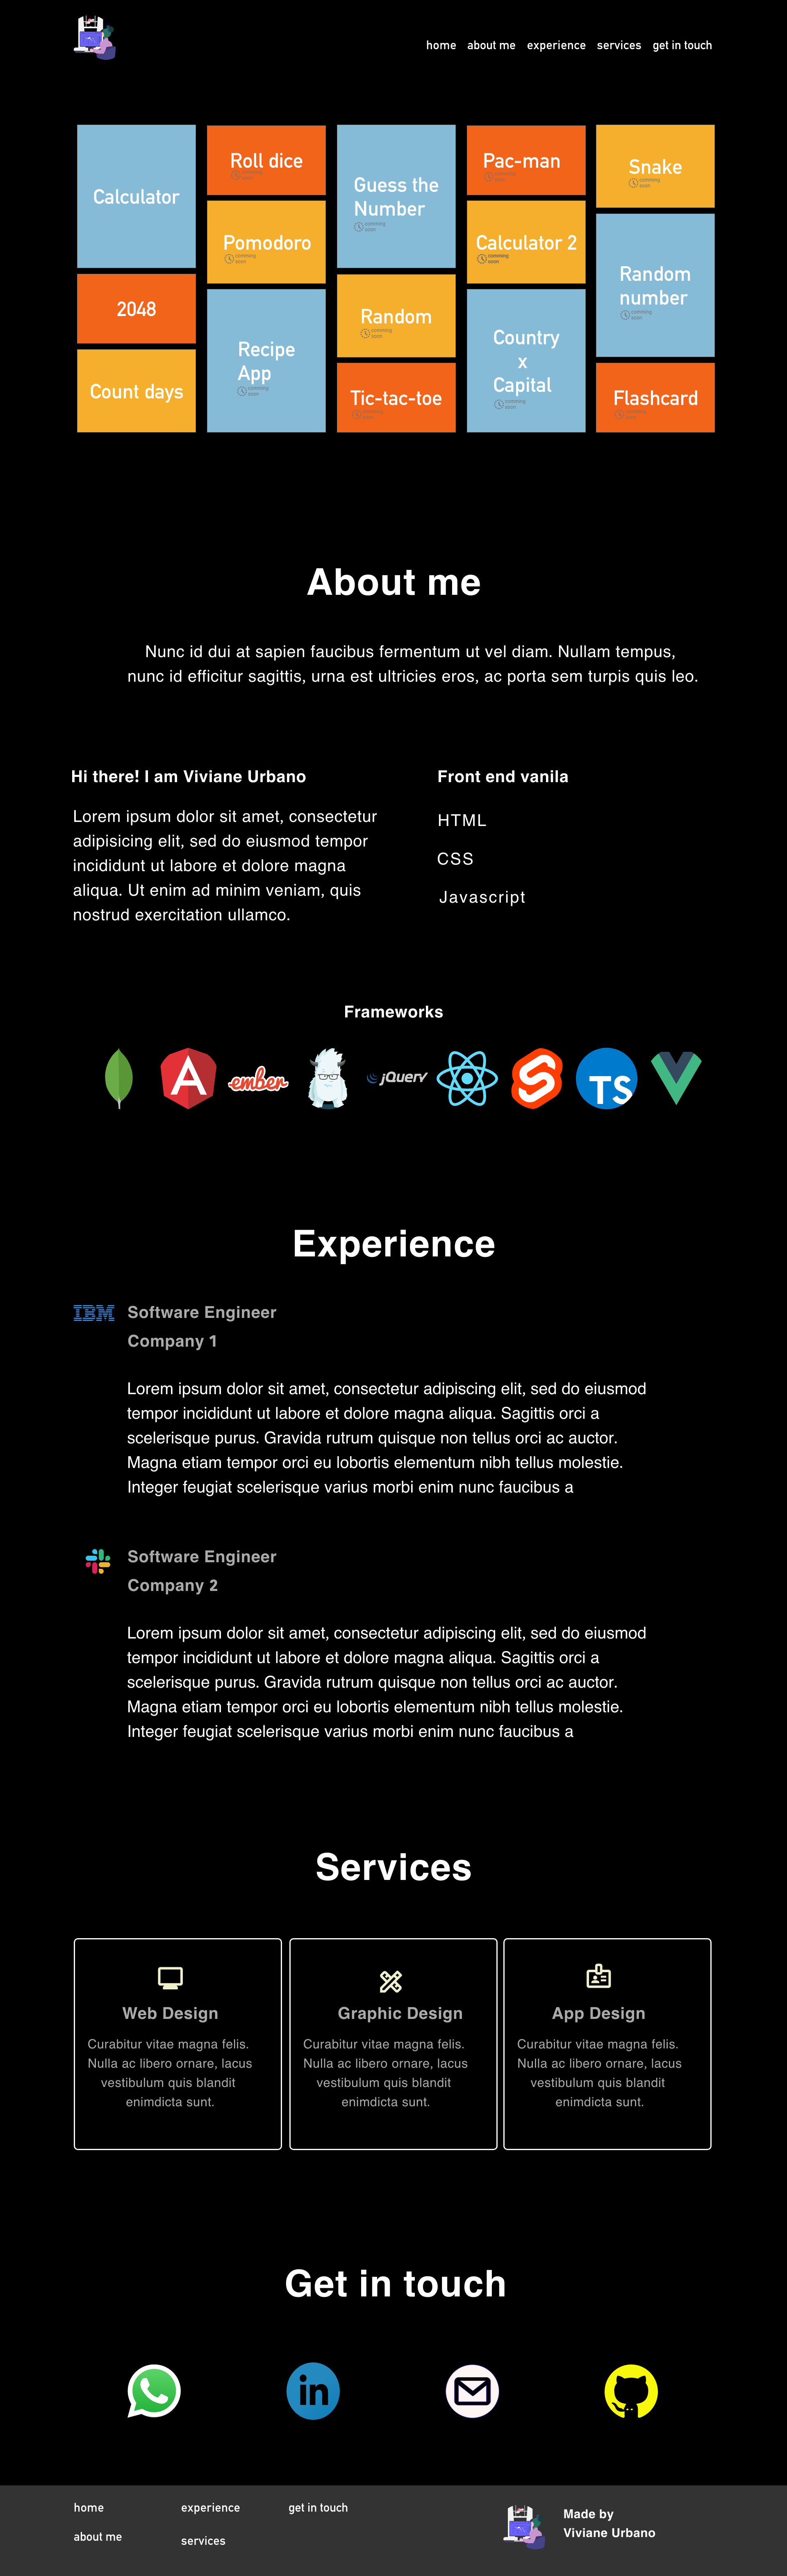 home about me experience services get in touch
Calculator
2048
Count days
Roll dice
comming
soon
Pomodoro
comming
soon
Recipe
App
comming
soon
Guess the
Number
comming
soon
Random
comming
soon
Tic-tac-toe
comming
soon
Pac-man
comming
soon
Calculator 2
comming
soon
Country
x
Capital
comming
soon
Snake
comming
soon
Random
number
comming
soon
Flashcard
comming
soon
About me
Nunc id dui at sapien faucibus fermentum ut vel diam. Nullam tempus,
nunc id efficitur sagittis, urna est ultricies eros, ac porta sem turpis quis leo.
Hi there! I am Viviane Urbano
Lorem ipsum dolor sit amet, consectetur
adipisicing elit, sed do eiusmod tempor
incididunt ut labore et dolore magna
aliqua. Ut enim ad minim veniam, quis
nostrud exercitation ullamco.
Front end vanila
HTML
CSS
Javascript
Frameworks
A
ember
jQuery
TS
Experience
IBM
Software Engineer
Company 1
Lorem ipsum dolor sit amet, consectetur adipiscing elit, sed do eiusmod
tempor incididunt ut labore et dolore magna aliqua. Sagittis orci a
scelerisque purus. Gravida rutrum quisque non tellus orci ac auctor.
Magna etiam tempor orci eu lobortis elementum nibh tellus molestie.
Integer feugiat scelerisque varius morbi enim nunc faucibus a
Software Engineer
Company 2
Lorem ipsum dolor sit amet, consectetur adipiscing elit, sed do eiusmod
tempor incididunt ut labore et dolore magna aliqua. Sagittis orci a
scelerisque purus. Gravida rutrum quisque non tellus orci ac auctor.
Magna etiam tempor orci eu lobortis elementum nibh tellus molestie.
Integer feugiat scelerisque varius morbi enim nunc faucibus a
Services
Web Design
Curabitur vitae magna felis.
Nulla ac libero ornare, lacus
vestibulum quis blandit
enimdicta sunt.
Graphic Design
Curabitur vitae magna felis.
Nulla ac libero ornare, lacus
vestibulum quis blandit
enimdicta sunt.
App Design
Curabitur vitae magna felis.
Nulla ac libero ornare, lacus
vestibulum quis blandit
enimdicta sunt.
Get in touch
in
home
about me
experience
services
get in touch
Made by
Viviane Urbano